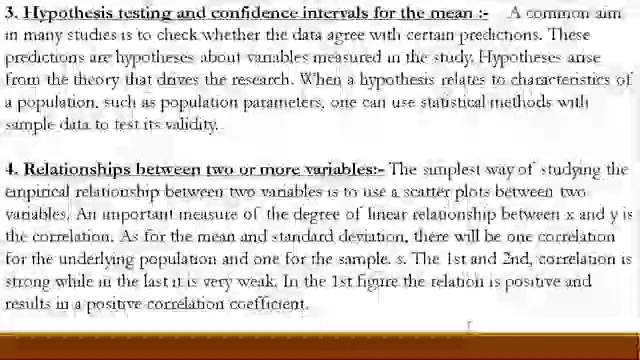 3. Hypothesis testing and confidence intervals for the mean :- A common aim
in many studies is to check whether the data agree with certain predictions. These
predictions are hypotheses about variables measured in the study. Hypotheses arise
from the theory that drives the research. When a hypothesis relates to characteristics of
a population, such as population parameters, one can use statistical methods with
sample data to test its validity.
4. Relationships between two or more variables:- The simplest way of studying the
empirical relationship between two variables is to use a scatter plots between two
variables. An important measure of the degree of linear relationship between x and y is
the correlation. As for the mean and standard deviation, there will be one correlation
for the underlying population and one for the sample. s. The 1st and 2nd, correlation is
strong while in the last it is very weak. In the 1st figure the relation is positive and
results in a positive correlation coefficient.